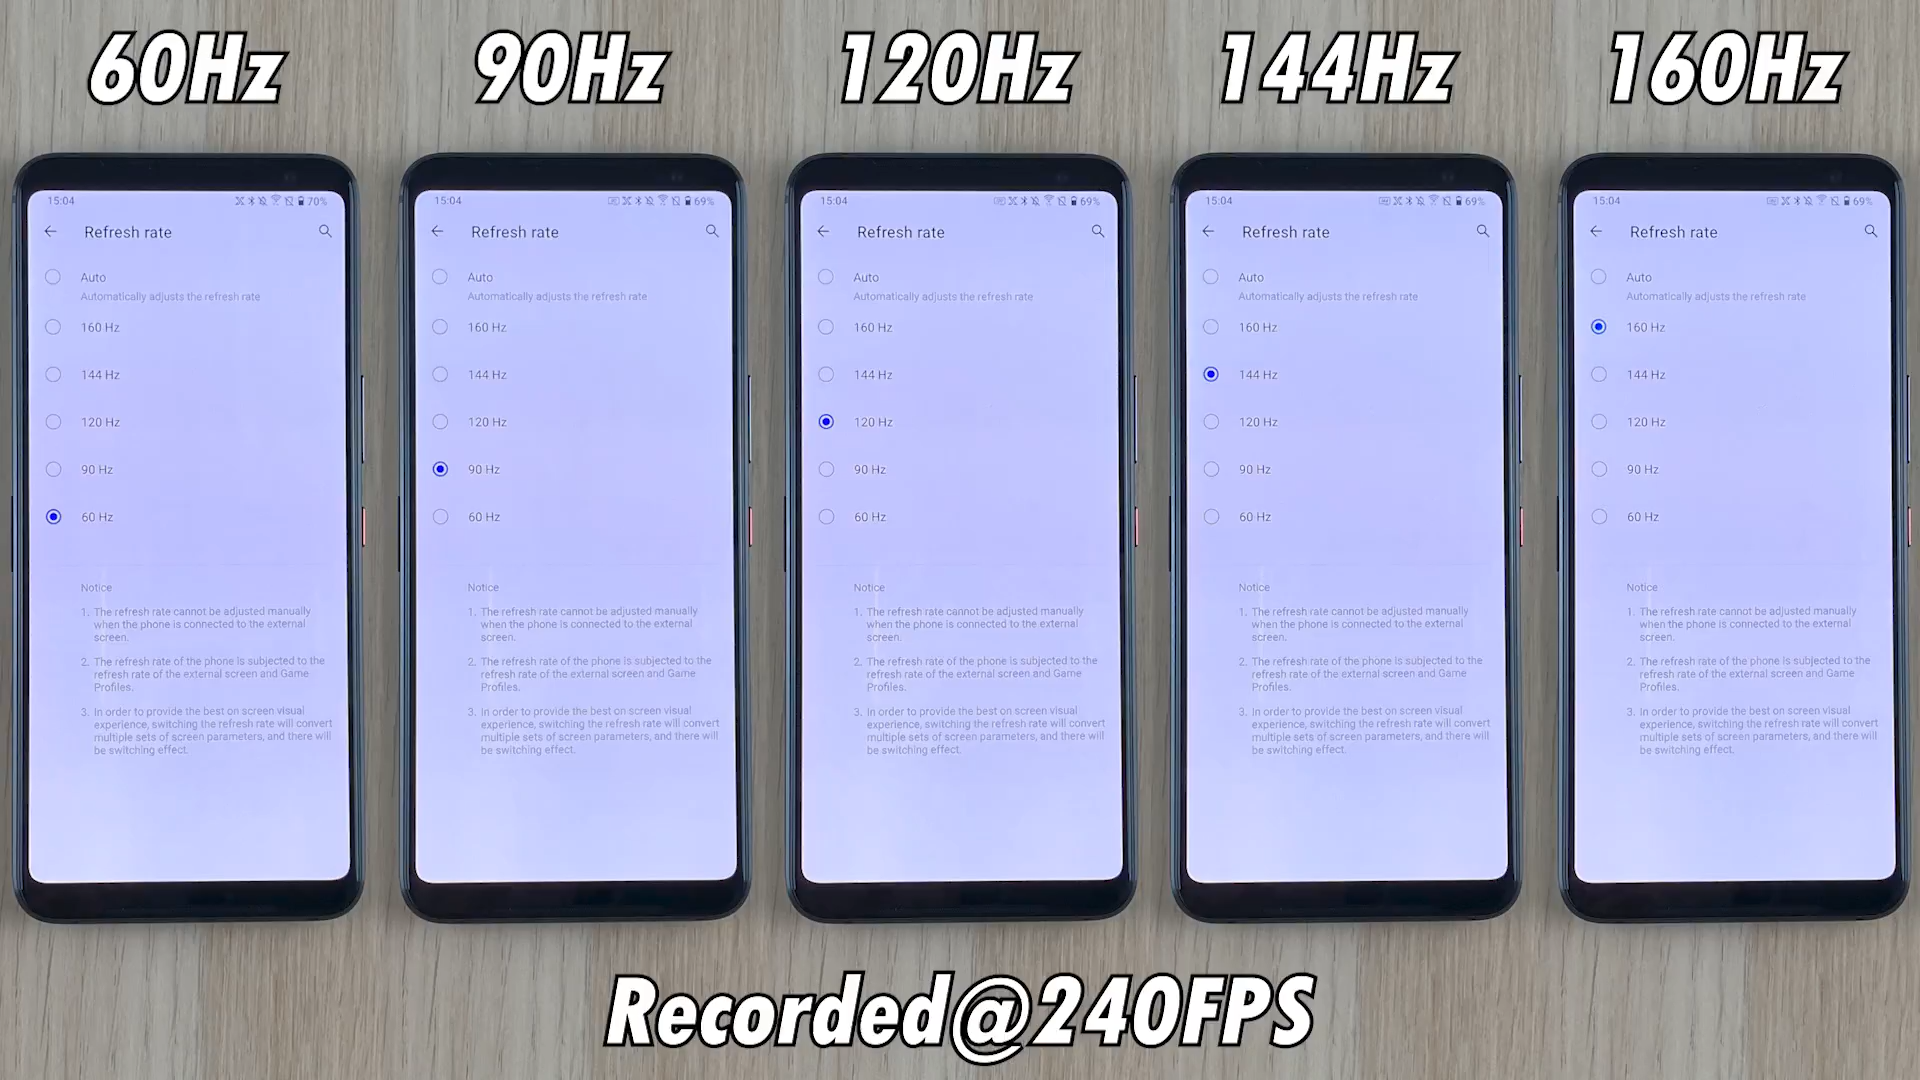 60Hz
90Hz
120Hz
144Hz
160Hz
15:04
70%
Refresh rate
Auto
Automatically adjusts the refresh rate
160 Hz
144 Hz
120 Hz
90 Hz
60 Hz
Notice
1. The refresh rate cannot be adjusted manually
when the phone is connected to the external
screen.
2. The refresh rate of the phone is subjected to the
refresh rate of the external screen and Game
Profiles.
3. In order to provide the best on screen visual
experience, switching the refresh rate will convert
multiple sets of screen parameters, and there will
be switching effect.
15:04
69%
Refresh rate
Auto
Automatically adjusts the refresh rate
160 Hz
144 Hz
120 Hz
90 Hz
60 Hz
Notice
1. The refresh rate cannot be adjusted manually
when the phone is connected to the external
screen.
2. The refresh rate of the phone is subjected to the
refresh rate of the external screen and Game
Profiles.
3. In order to provide the best on screen visual
experience, switching the refresh rate will convert
multiple sets of screen parameters, and there will
be switching effect.
15:04
69%
Refresh rate
Auto
Automatically adjusts the refresh rate
160 Hz
144 Hz
120 Hz
90 Hz
60 Hz
Notice
1. The refresh rate cannot be adjusted manually
when the phone is connected to the external
screen.
2. The refresh rate of the phone is subjected to the
refresh rate of the external screen and Game
Profiles.
3. In order to provide the best on screen visual
experience, switching the refresh rate will convert
multiple sets of screen parameters, and there will
be switching effect.
15:04
69%
Refresh rate
Auto
Automatically adjusts the refresh rate
160 Hz
144 Hz
120 Hz
90 Hz
60 Hz
Notice
1. The refresh rate cannot be adjusted manually
when the phone is connected to the external
screen.
2. The refresh rate of the phone is subjected to the
refresh rate of the external screen and Game
Profiles.
3. In order to provide the best on screen visual
experience, switching the refresh rate will convert
multiple sets of screen parameters, and there will
be switching effect.
15:04
69%
Refresh rate
Auto
Automatically adjusts the refresh rate
160 Hz
144 Hz
120 Hz
90 Hz
60 Hz
Notice
1. The refresh rate cannot be adjusted manually
when the phone is connected to the external
screen.
2. The refresh rate of the phone is subjected to the
refresh rate of the external screen and Game
Profiles.
3. In order to provide the best on screen visual
experience, switching the refresh rate will convert
multiple sets of screen parameters, and there will
be switching effect.
Recorded@240FPS